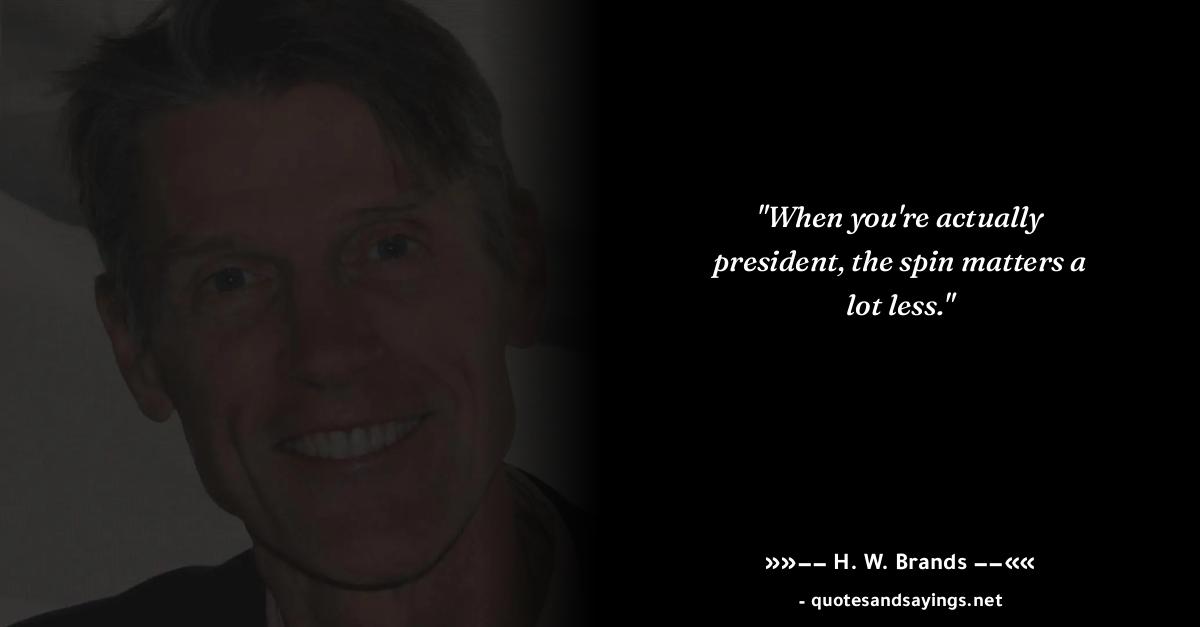 "When you're actually
president, the spin matters a
lot less."
»»−− H. W. Brands −−««
- quotesandsayings.net